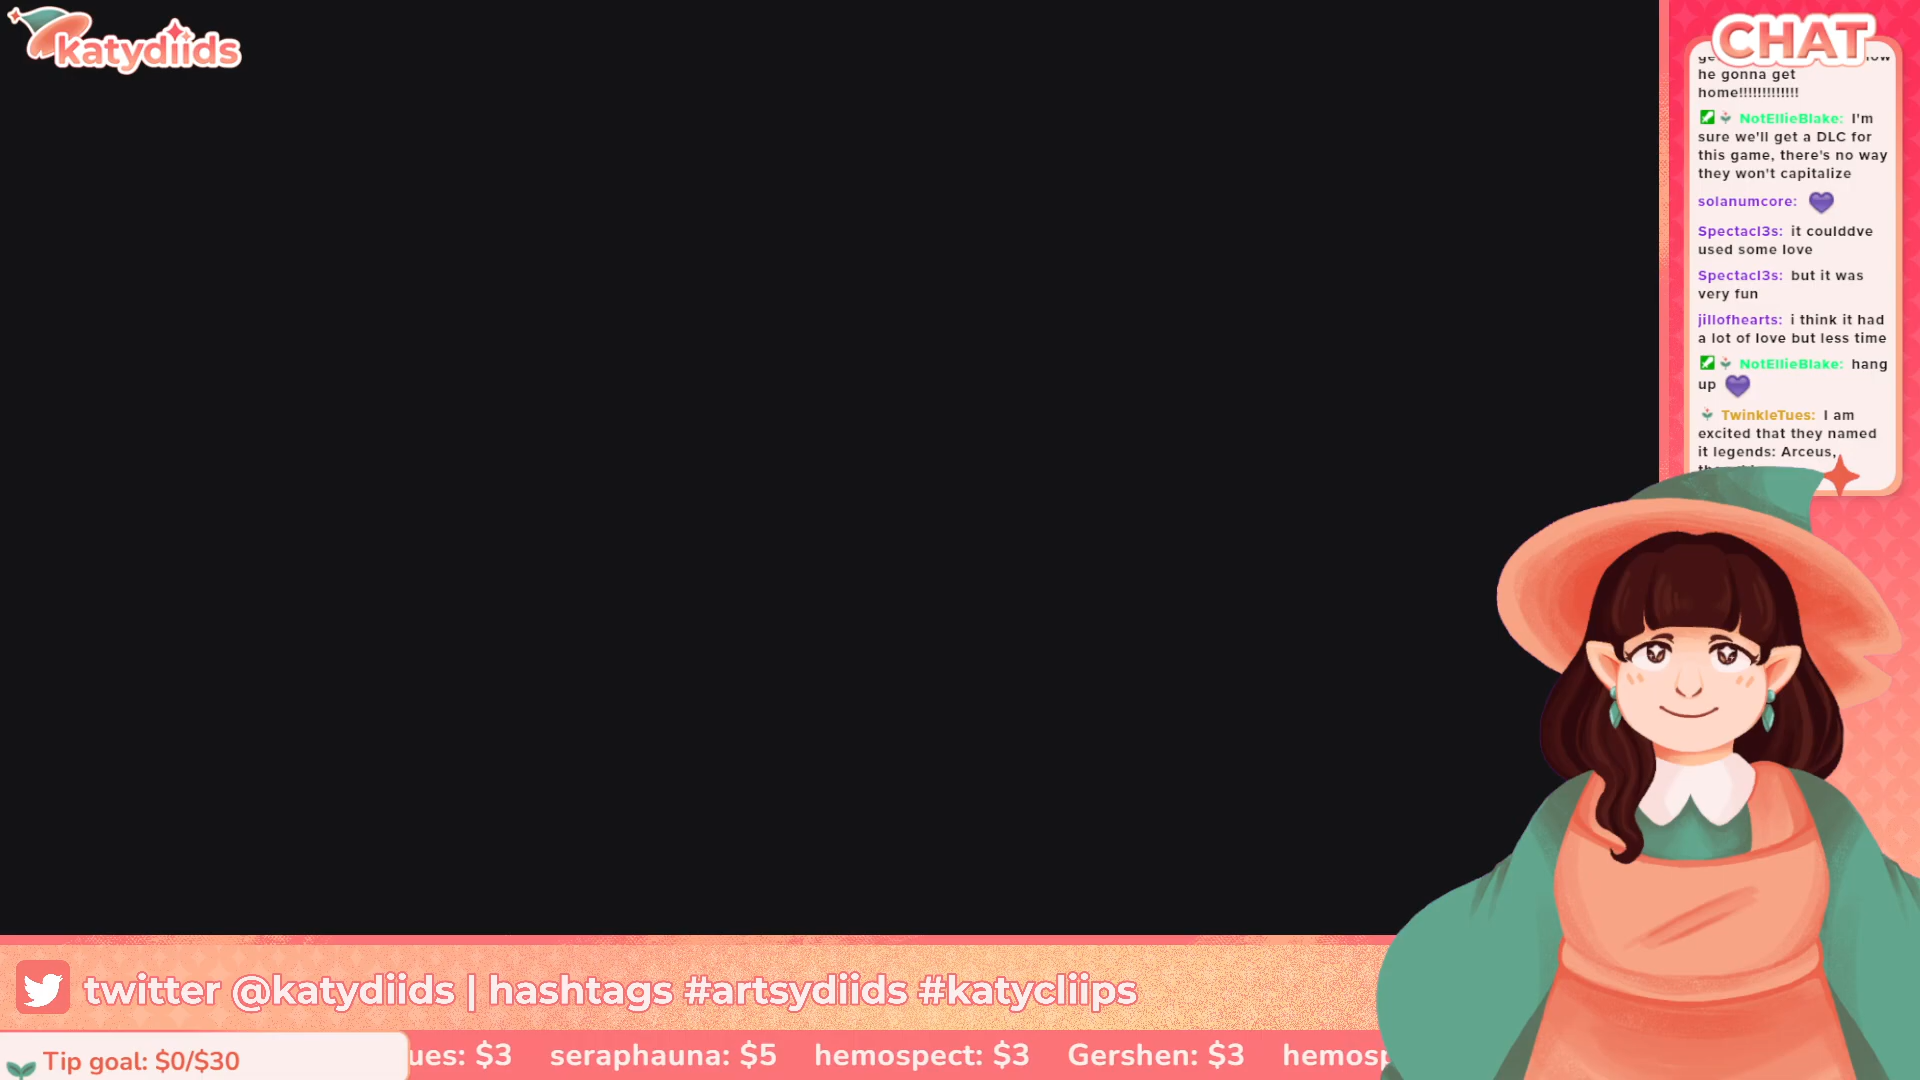 katydiids
CHAT
he gonna get
home!!!!!!!!!!!!!
NotEllieBlake: I'm
sure we'll get a DLC for
this game, there's no way
they won't capitalize
solanumcore:
Spectacl3s: it coulddve
used some love
Spectacl3s: but it was
very fun
jillofhearts: i think it had
a lot of love but less time
NotEllieBlake: hang
up
TwinkleTues: I am
excited that they named
it legends: Arceus,
twitter @katydiids | hashtags #artsydiids #katycliips
Tip goal: $0/$30
ues: $3 seraphauna: $5 hemospect: $3 Gershen: $3 hemosp